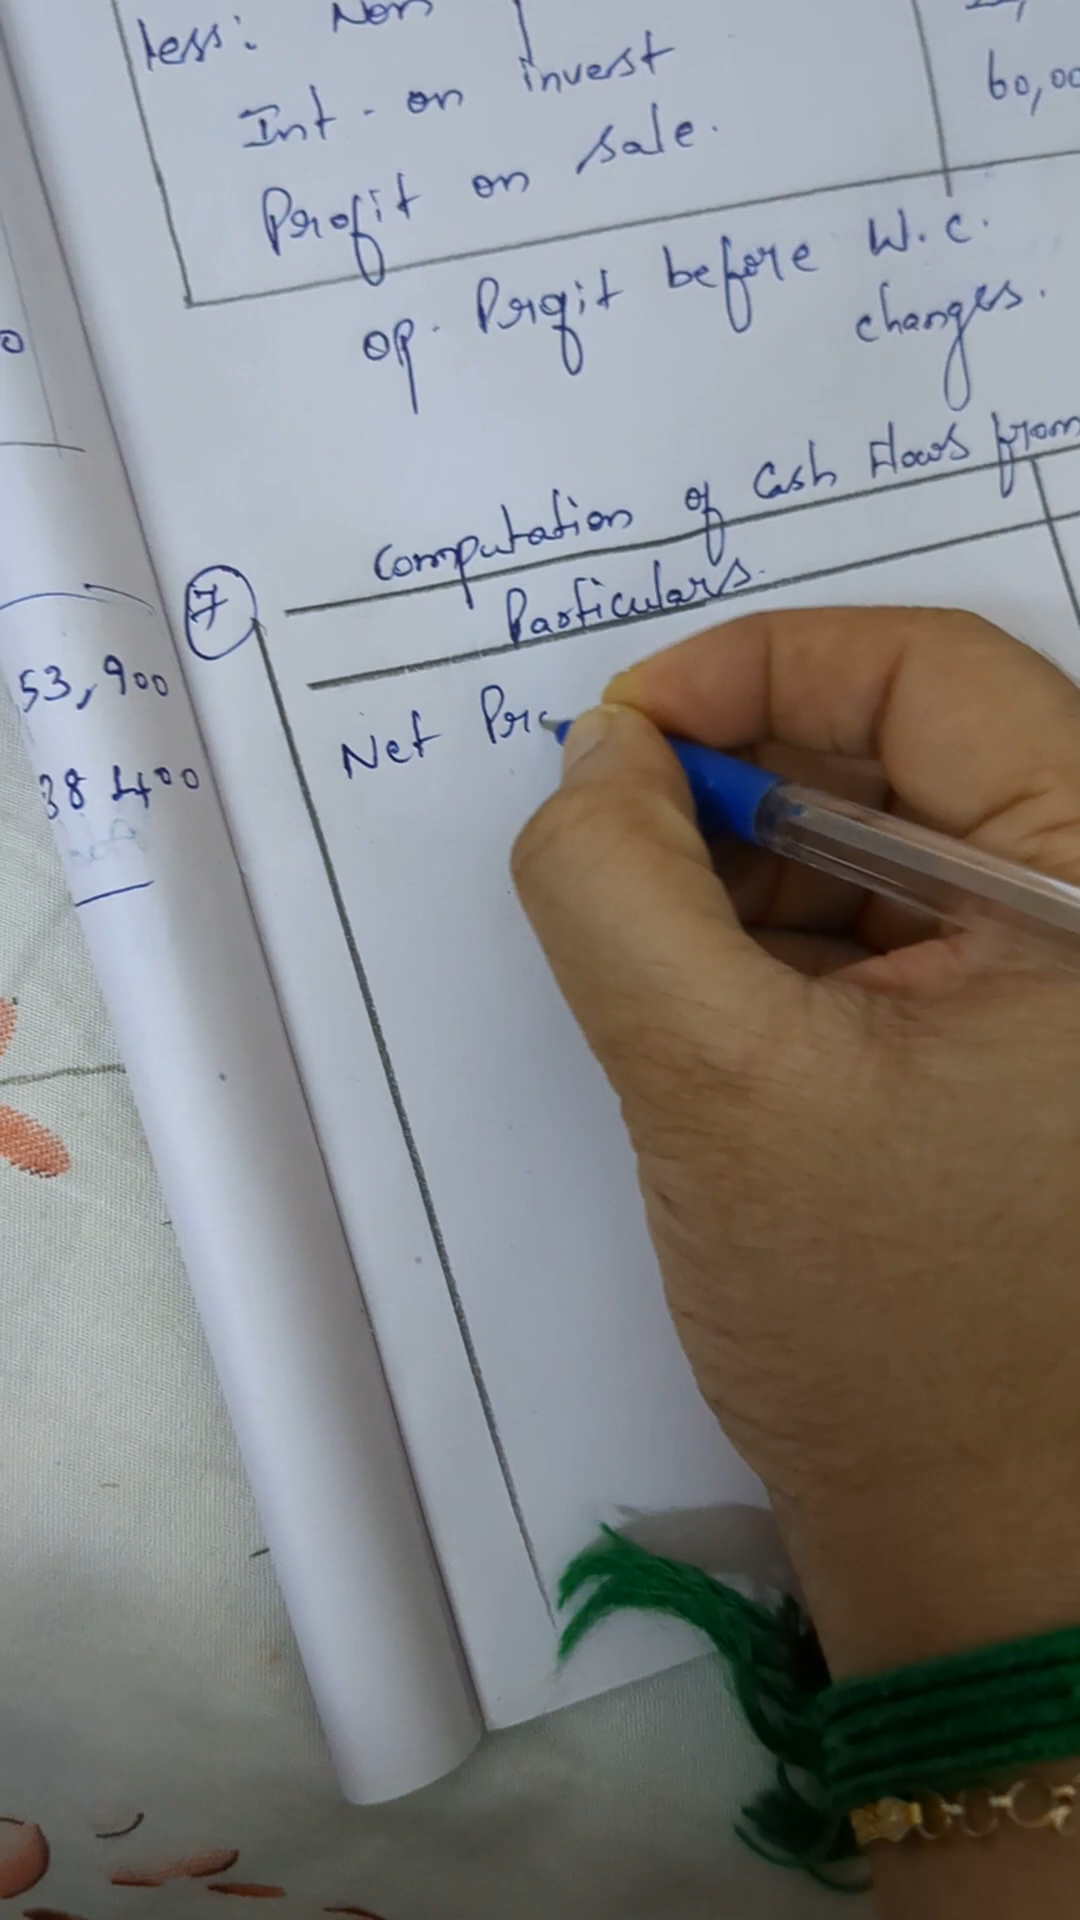 less: Non
Int - on invest
60,00
Profit on sale.
op. Profit before W.C.
changes.
Computation of Cash flows from
7
Particulars.
Net Pro
53,900
38 400